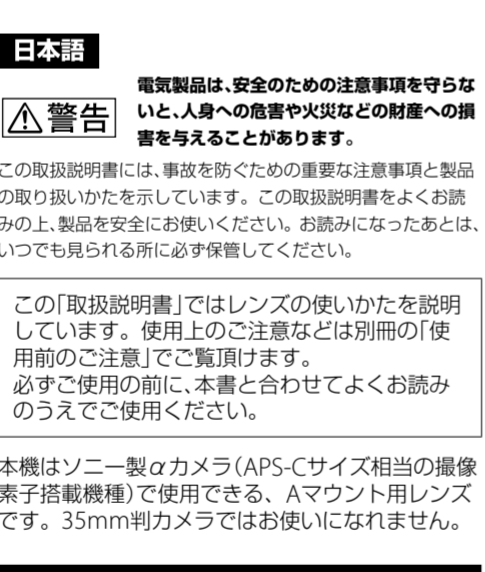 日本語
電気製品は、安全のための注意事項を守らな
いと、人身への危害や火災などの財産への損
害を与えることがあります。
警告
この取扱説明書には、事故を防ぐための重要な注意事項と製品
の取り扱いかたを示しています。この取扱説明書をよくお読
みの上、製品を安全にお使いください。お読みになったあとは、
いつでも見られる所に必ず保管してください。
この「取扱説明書」ではレンズの使いかたを説明
しています。使用上のご注意などは別冊の「使
用前のご注意」でご覧頂けます。
必ずご使用の前に、本書と合わせてよくお読み
のうえでご使用ください。
本機はソニー製αカメラ(APS-Cサイズ相当の撮像
素子搭載機種)で使用できる、Aマウント用レンズ
です。35mm判カメラではお使いになれません。